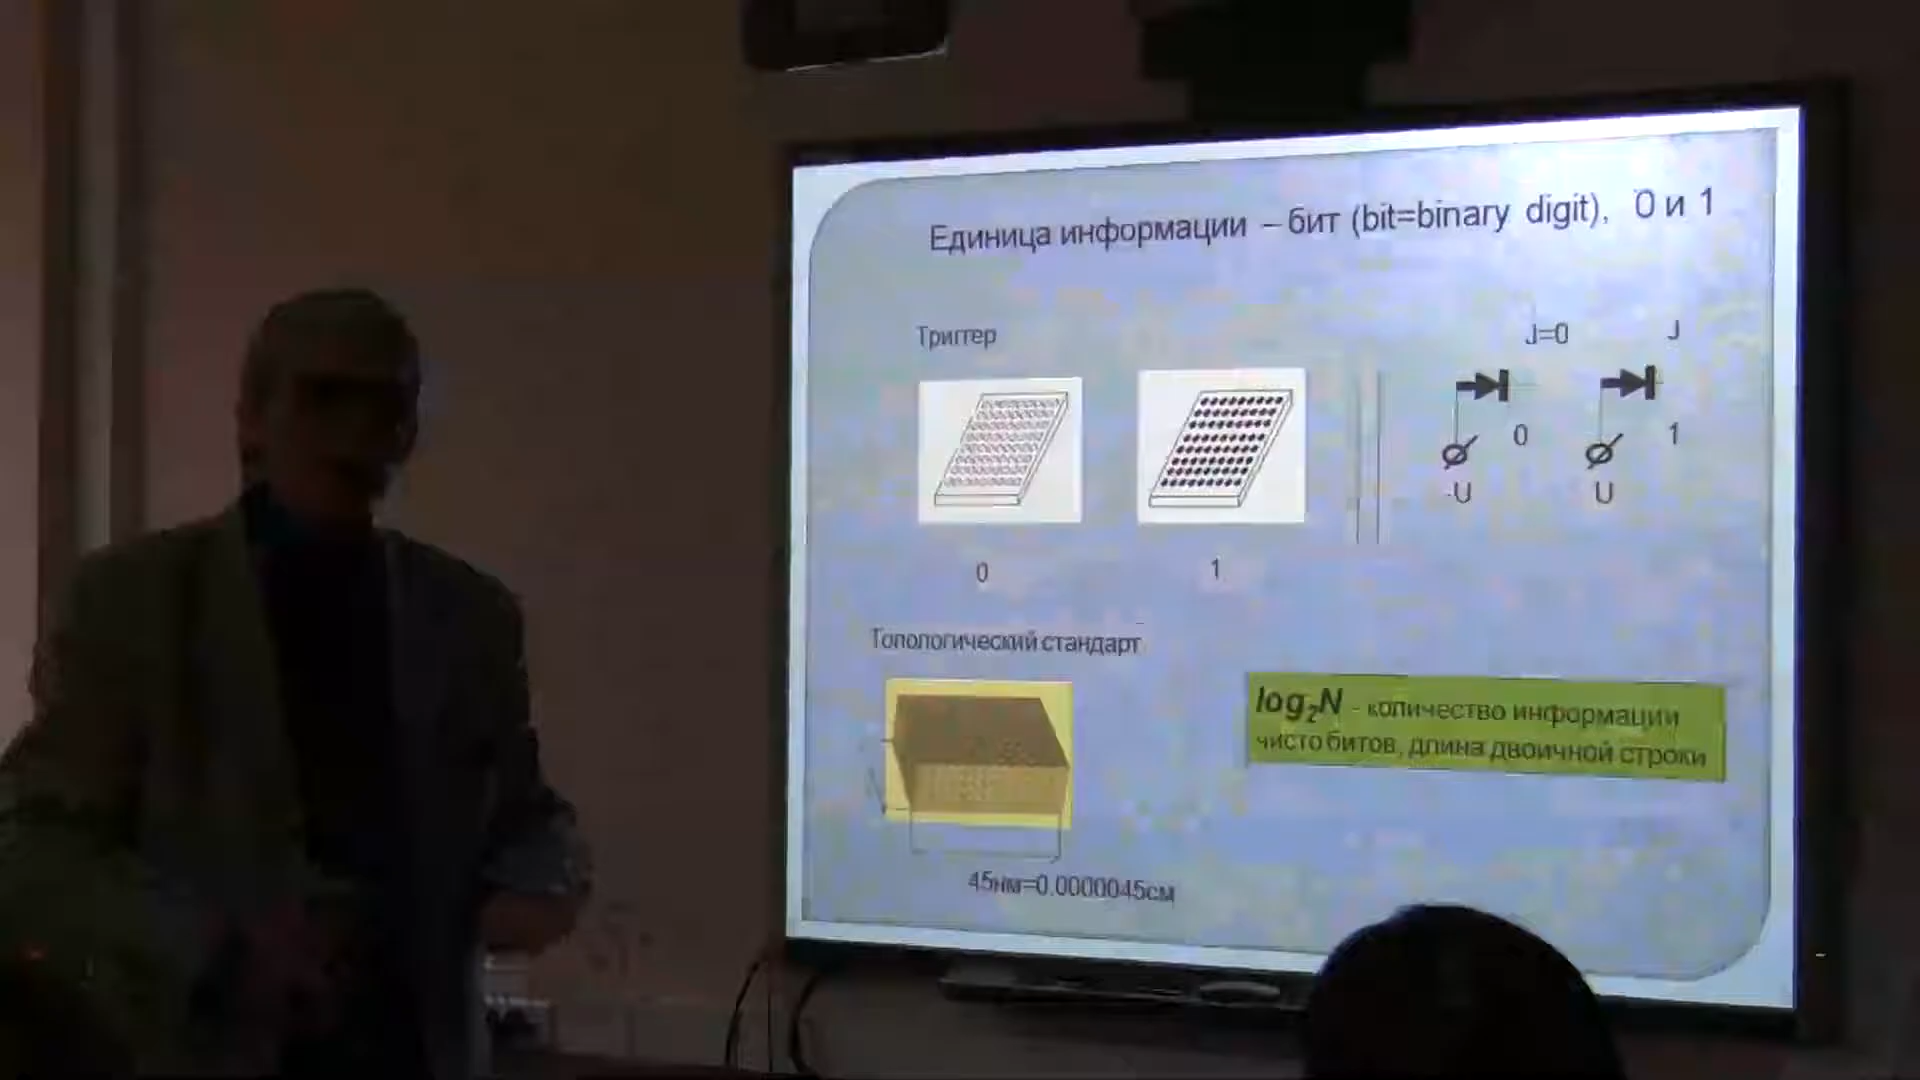 Единица информации – бит (bit=binary digit), 0 и 1
Триггер
J=0
J
0
1
-U
U
0
1
Топологический стандарт
log₂N - количество информации
чисто битов, длина двоичной строки
45нм=0.0000045см